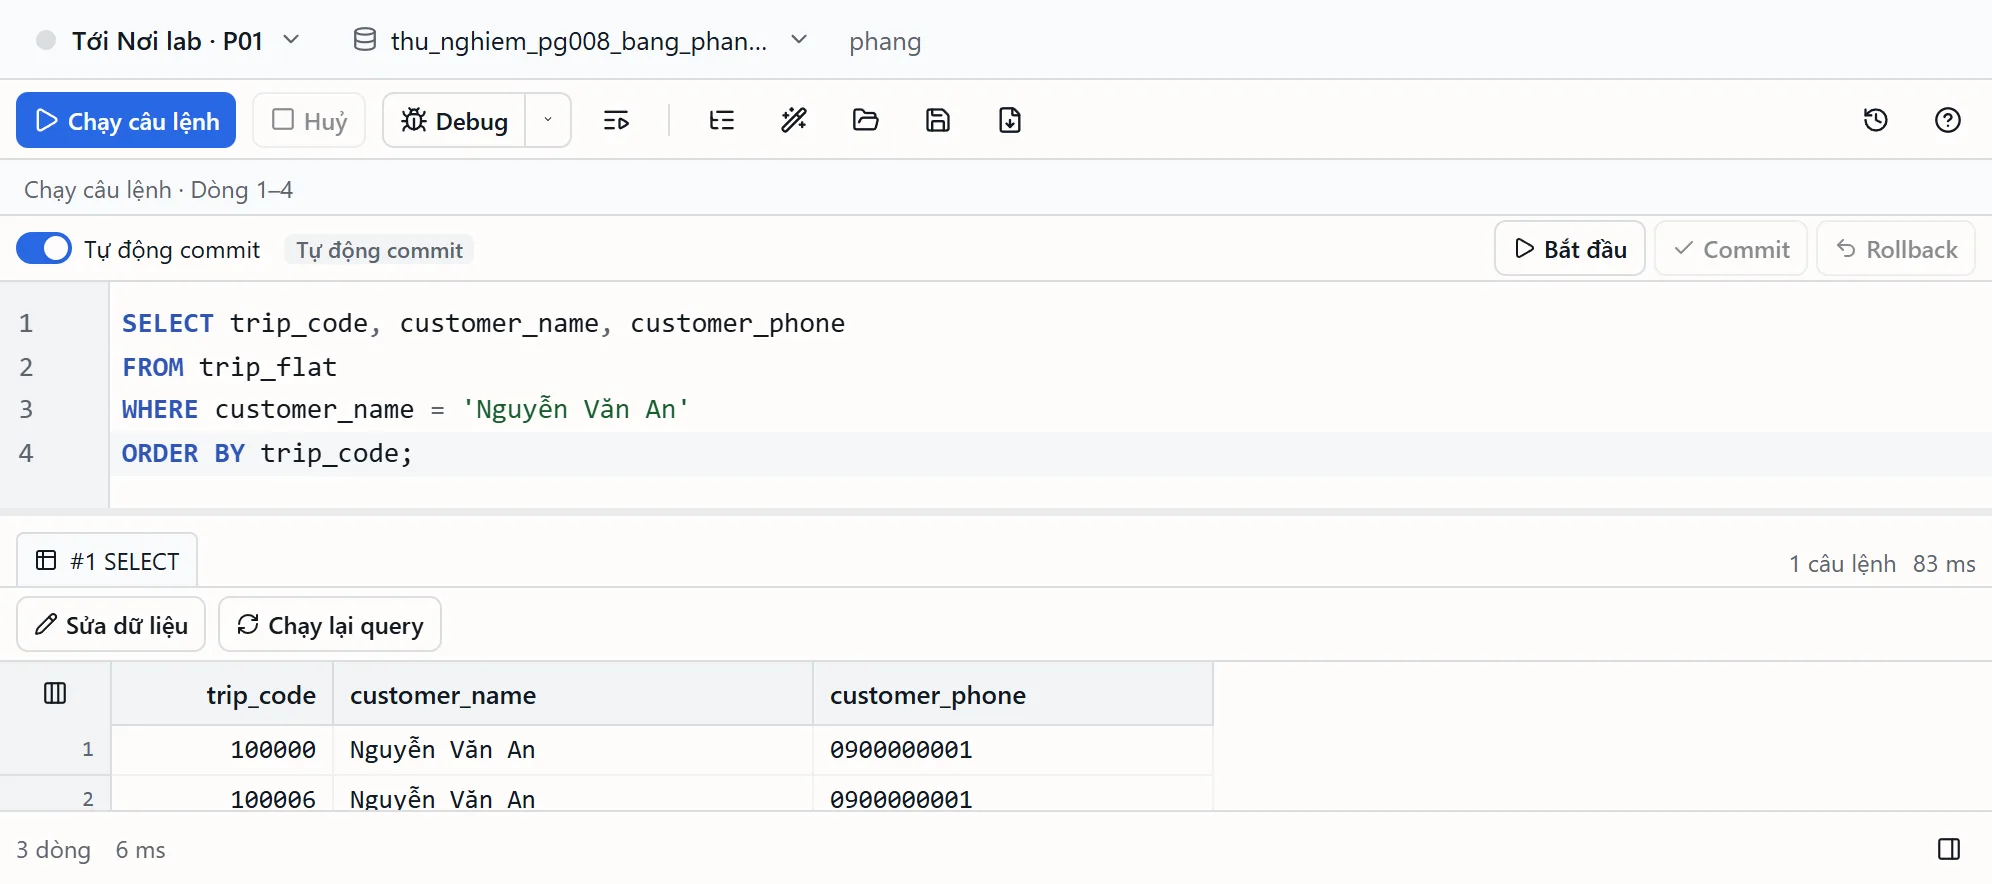 Tới Nơi lab · P01 thu_nghiem_pg008_bang_phan... phang
Chạy câu lệnh Huỷ Debug
Chạy câu lệnh · Dòng 1–4
Tự động commit Tự động commit Bắt đầu Commit Rollback
1 SELECT trip_code, customer_name, customer_phone
2 FROM trip_flat
3 WHERE customer_name = 'Nguyễn Văn An'
4 ORDER BY trip_code;
#1 SELECT 1 câu lệnh 83 ms
Sửa dữ liệu Chạy lại query
trip_code customer_name customer_phone
1 100000 Nguyễn Văn An 0900000001
2 100006 Nguyễn Văn An 0900000001
3 dòng 6 ms